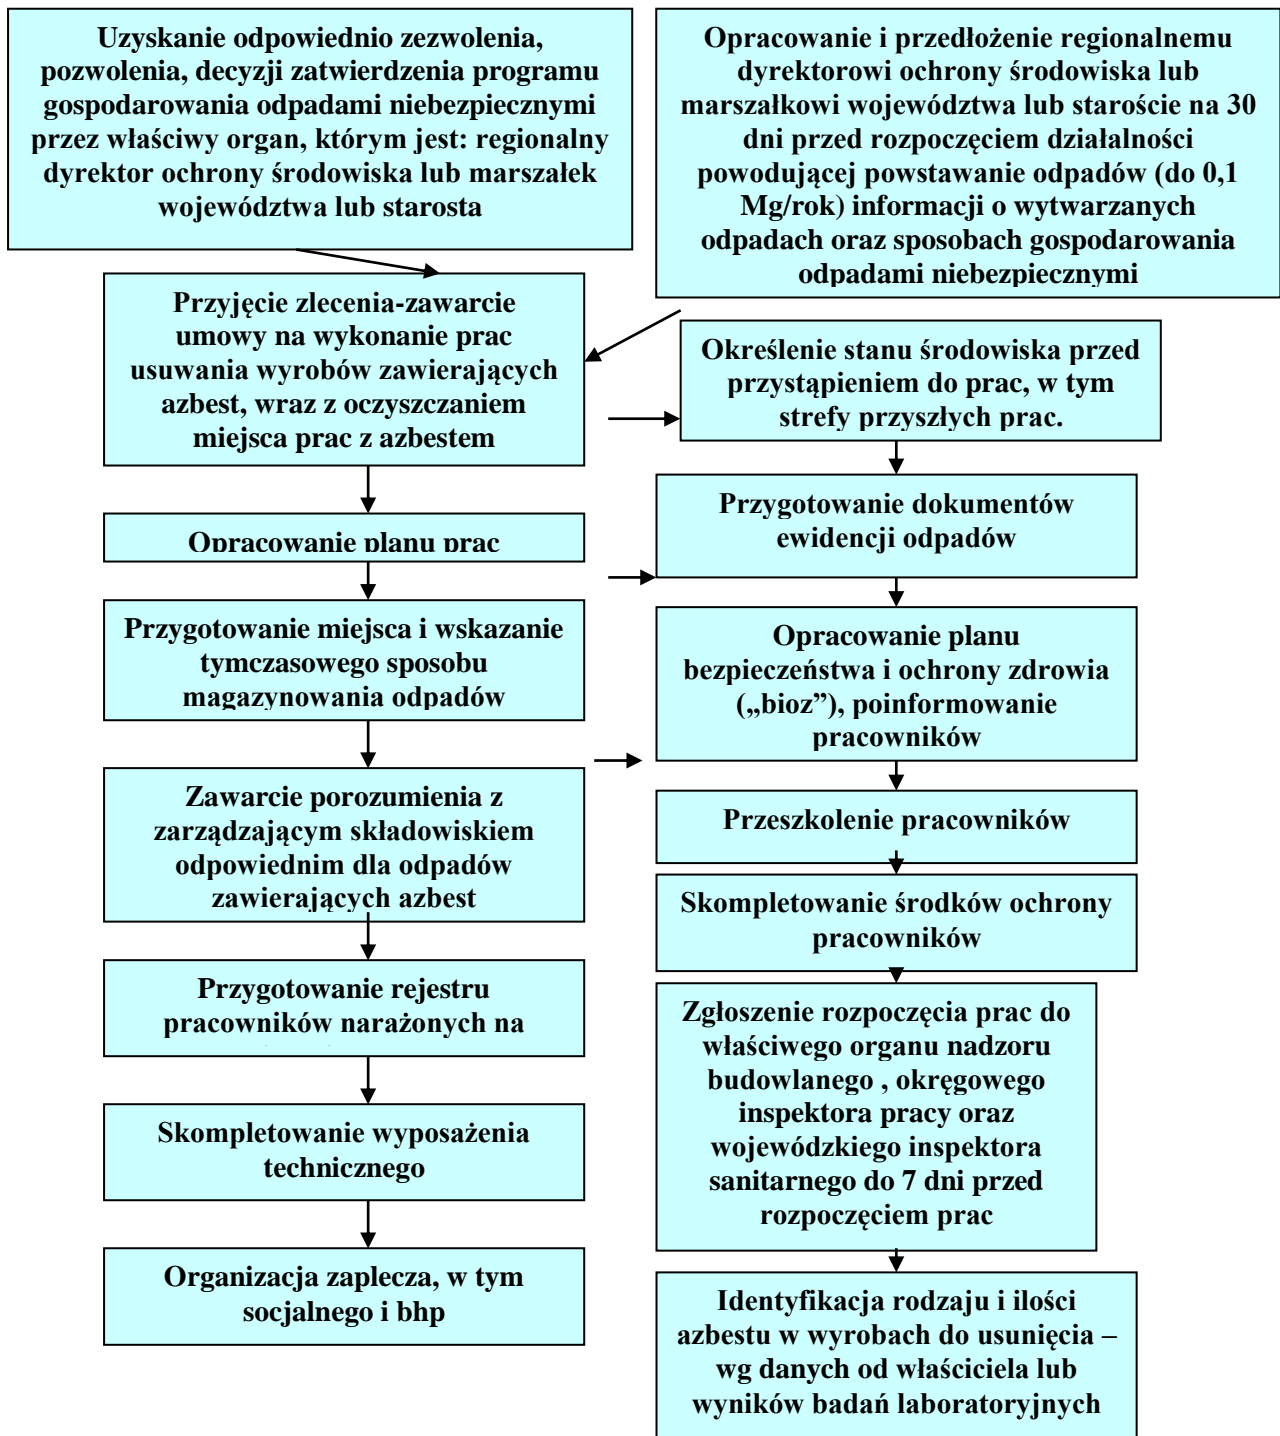 Uzyskanie odpowiednio zezwolenia,
pozwolenia, decyzji zatwierdzenia programu
gospodarowania odpadami niebezpiecznymi
przez właściwy organ, którym jest: regionalny
dyrektor ochrony środowiska lub marszałek
województwa lub starosta
Opracowanie i przedłożenie regionalnemu
dyrektorowi ochrony środowiska lub
marszałkowi województwa lub staroście na 30
dni przed rozpoczęciem działalności
powodującej powstawanie odpadów (do 0,1
Mg/rok) informacji o wytwarzanych
odpadach oraz sposobach gospodarowania
odpadami niebezpiecznymi
Przyjęcie zlecenia-zawarcie
umowy na wykonanie prac
usuwania wyrobów zawierających
azbest, wraz z oczyszczaniem
miejsca prac z azbestem
Określenie stanu środowiska przed
przystąpieniem do prac, w tym
strefy przyszłych prac.
Opracowanie planu prac
Przygotowanie dokumentów
ewidencji odpadów
Przygotowanie miejsca i wskazanie
tymczasowego sposobu
magazynowania odpadów
Opracowanie planu
bezpieczeństwa i ochrony zdrowia
(„bioz”), poinformowanie
pracowników
Zawarcie porozumienia z
zarządzającym składowiskiem
odpowiednim dla odpadów
zawierających azbest
Przeszkolenie pracowników
Skompletowanie środków ochrony
pracowników
Przygotowanie rejestru
pracowników narażonych na
Zgłoszenie rozpoczęcia prac do
właściwego organu nadzoru
budowlanego , okręgowego
inspektora pracy oraz
wojewódzkiego inspektora
sanitarnego do 7 dni przed
rozpoczęciem prac
Skompletowanie wyposażenia
technicznego
Organizacja zaplecza, w tym
socjalnego i bhp
Identyfikacja rodzaju i ilości
azbestu w wyrobach do usunięcia –
wg danych od właściciela lub
wyników badań laboratoryjnych